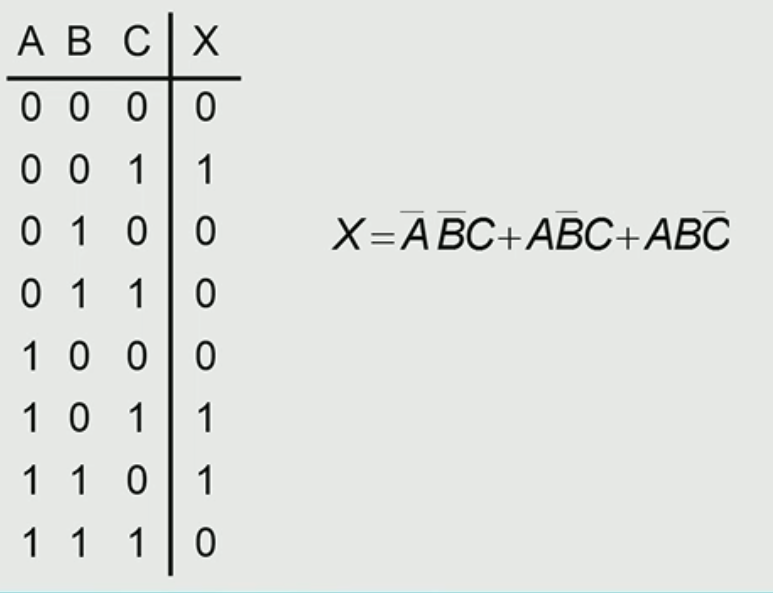 A B C X
0 0 0 0
0 0 1 1
0 1 0 0
0 1 1 0
1 0 0 0
1 0 1 1
1 1 0 1
1 1 1 0
X = A̅ B̅C + AB̅C + ABC̅